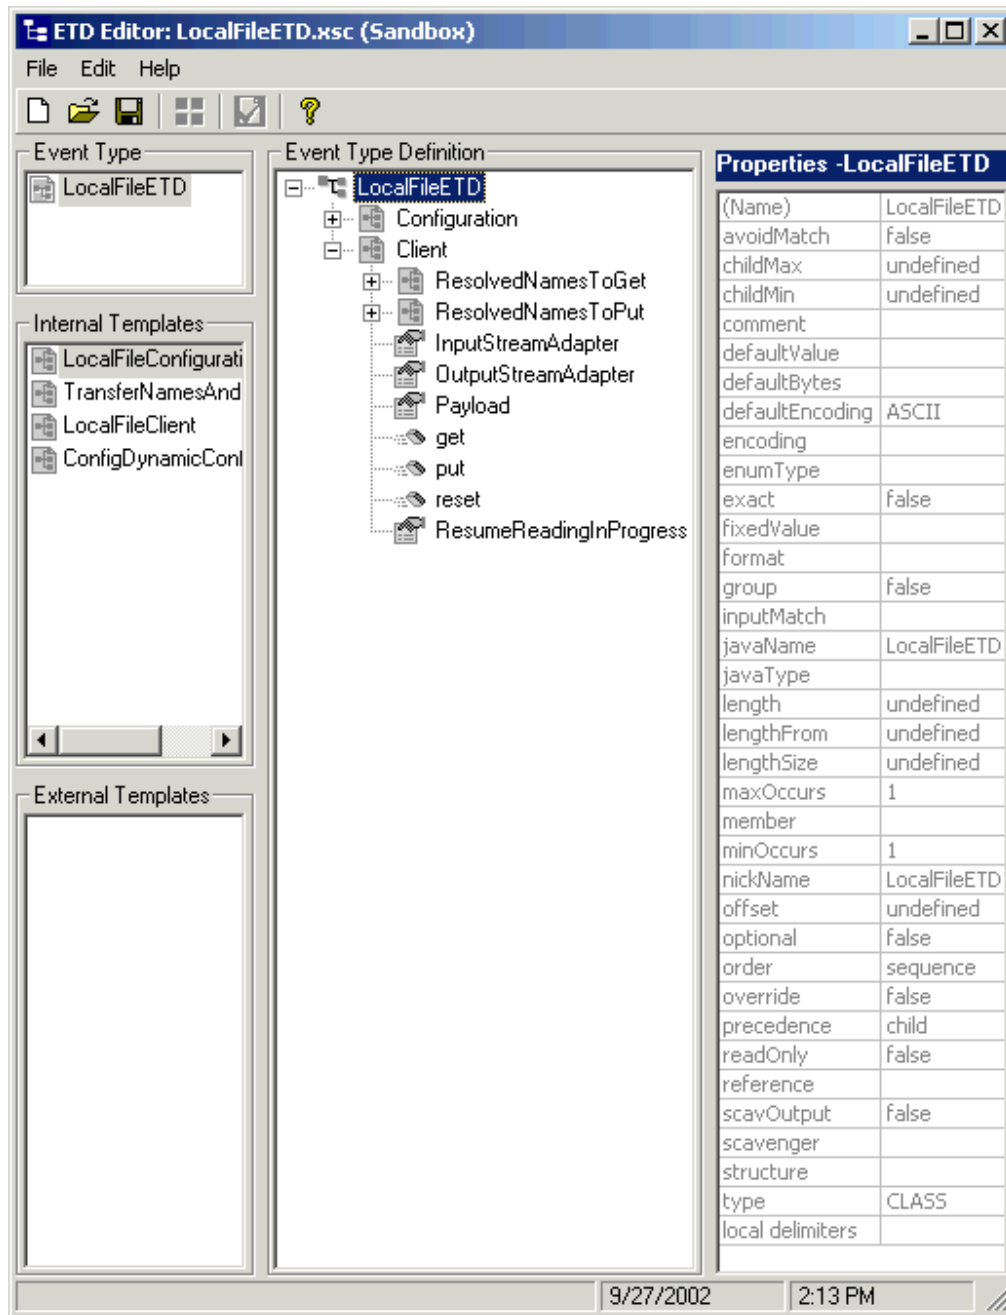 ETD Editor: LocalFileETD.xsc (Sandbox)
File Edit Help
Event Type
LocalFileETD
Internal Templates
LocalFileConfigurati
TransferNamesAnd
LocalFileClient
ConfigDynamicConf
External Templates
Event Type Definition
LocalFileETD
Configuration
Client
ResolvedNamesToGet
ResolvedNamesToPut
InputStreamAdapter
OutputStreamAdapter
Payload
get
put
reset
ResumeReadingInProgress
Properties -LocalFileETD
(Name) LocalFileETD
avoidMatch false
childMax undefined
childMin undefined
comment
defaultValue
defaultBytes
defaultEncoding ASCII
encoding
enumType
exact false
fixedValue
format
group false
inputMatch
javaName LocalFileETD
javaType
length undefined
lengthFrom undefined
lengthSize undefined
maxOccurs 1
member
minOccurs 1
nickName LocalFileETD
offset undefined
optional false
order sequence
override false
precedence child
readOnly false
reference
scavOutput false
scavenger
structure
type CLASS
local delimiters
9/27/2002 2:13 PM